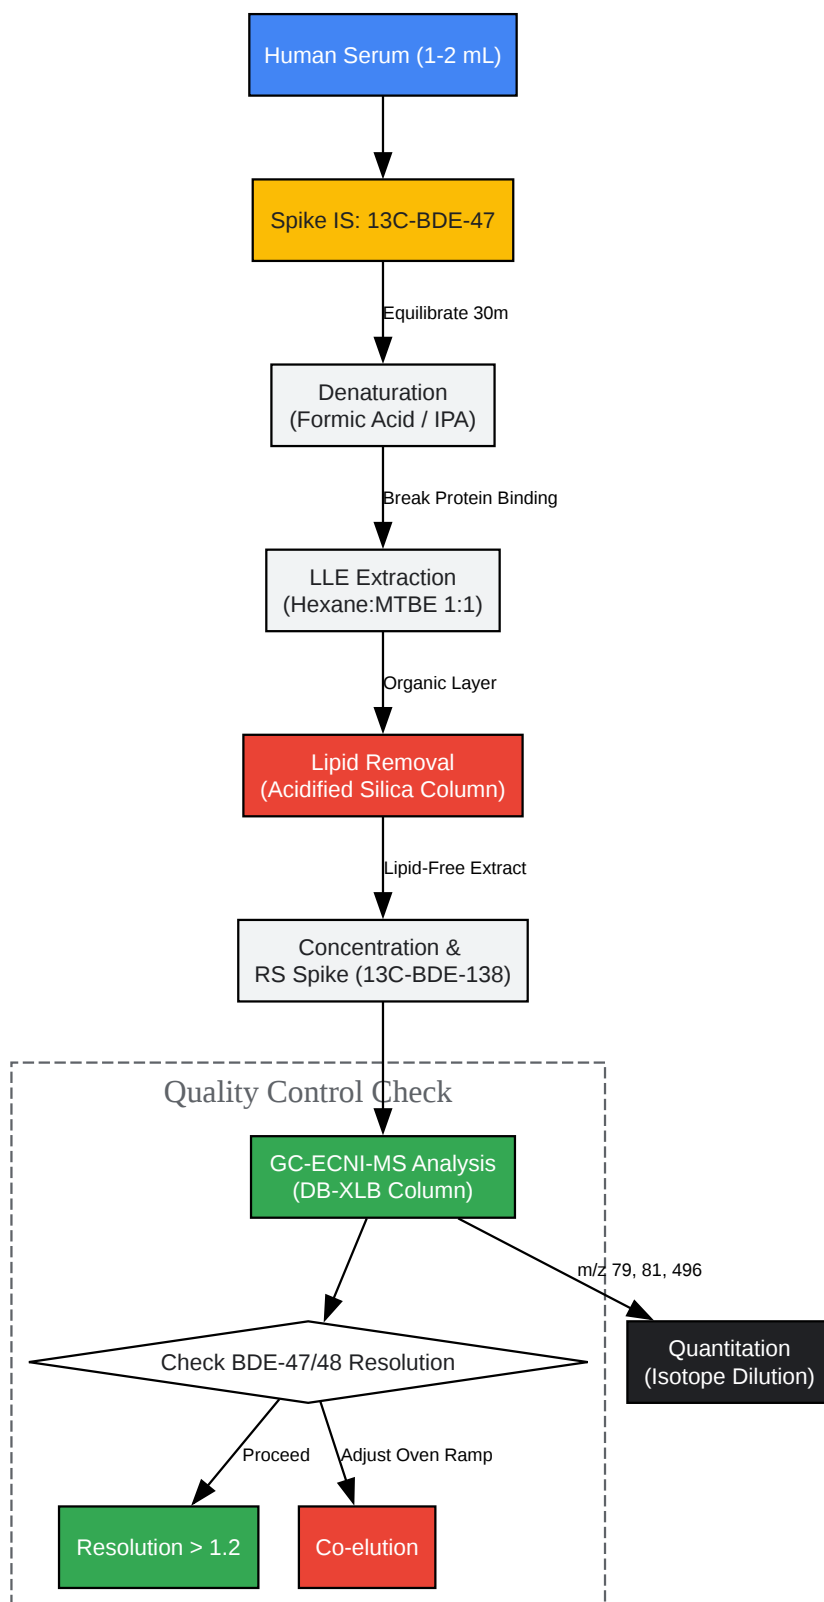 Human Serum (1-2 mL)
Spike IS: 13C-BDE-47
Equilibrate 30m
Denaturation
(Formic Acid / IPA)
Break Protein Binding
LLE Extraction
(Hexane:MTBE 1:1)
Organic Layer
Lipid Removal
(Acidified Silica Column)
Lipid-Free Extract
Concentration &
RS Spike (13C-BDE-138)
Quality Control Check
GC-ECNI-MS Analysis
(DB-XLB Column)
m/z 79, 81, 496
Check BDE-47/48 Resolution
Quantitation
(Isotope Dilution)
Proceed
Adjust Oven Ramp
Resolution > 1.2
Co-elution